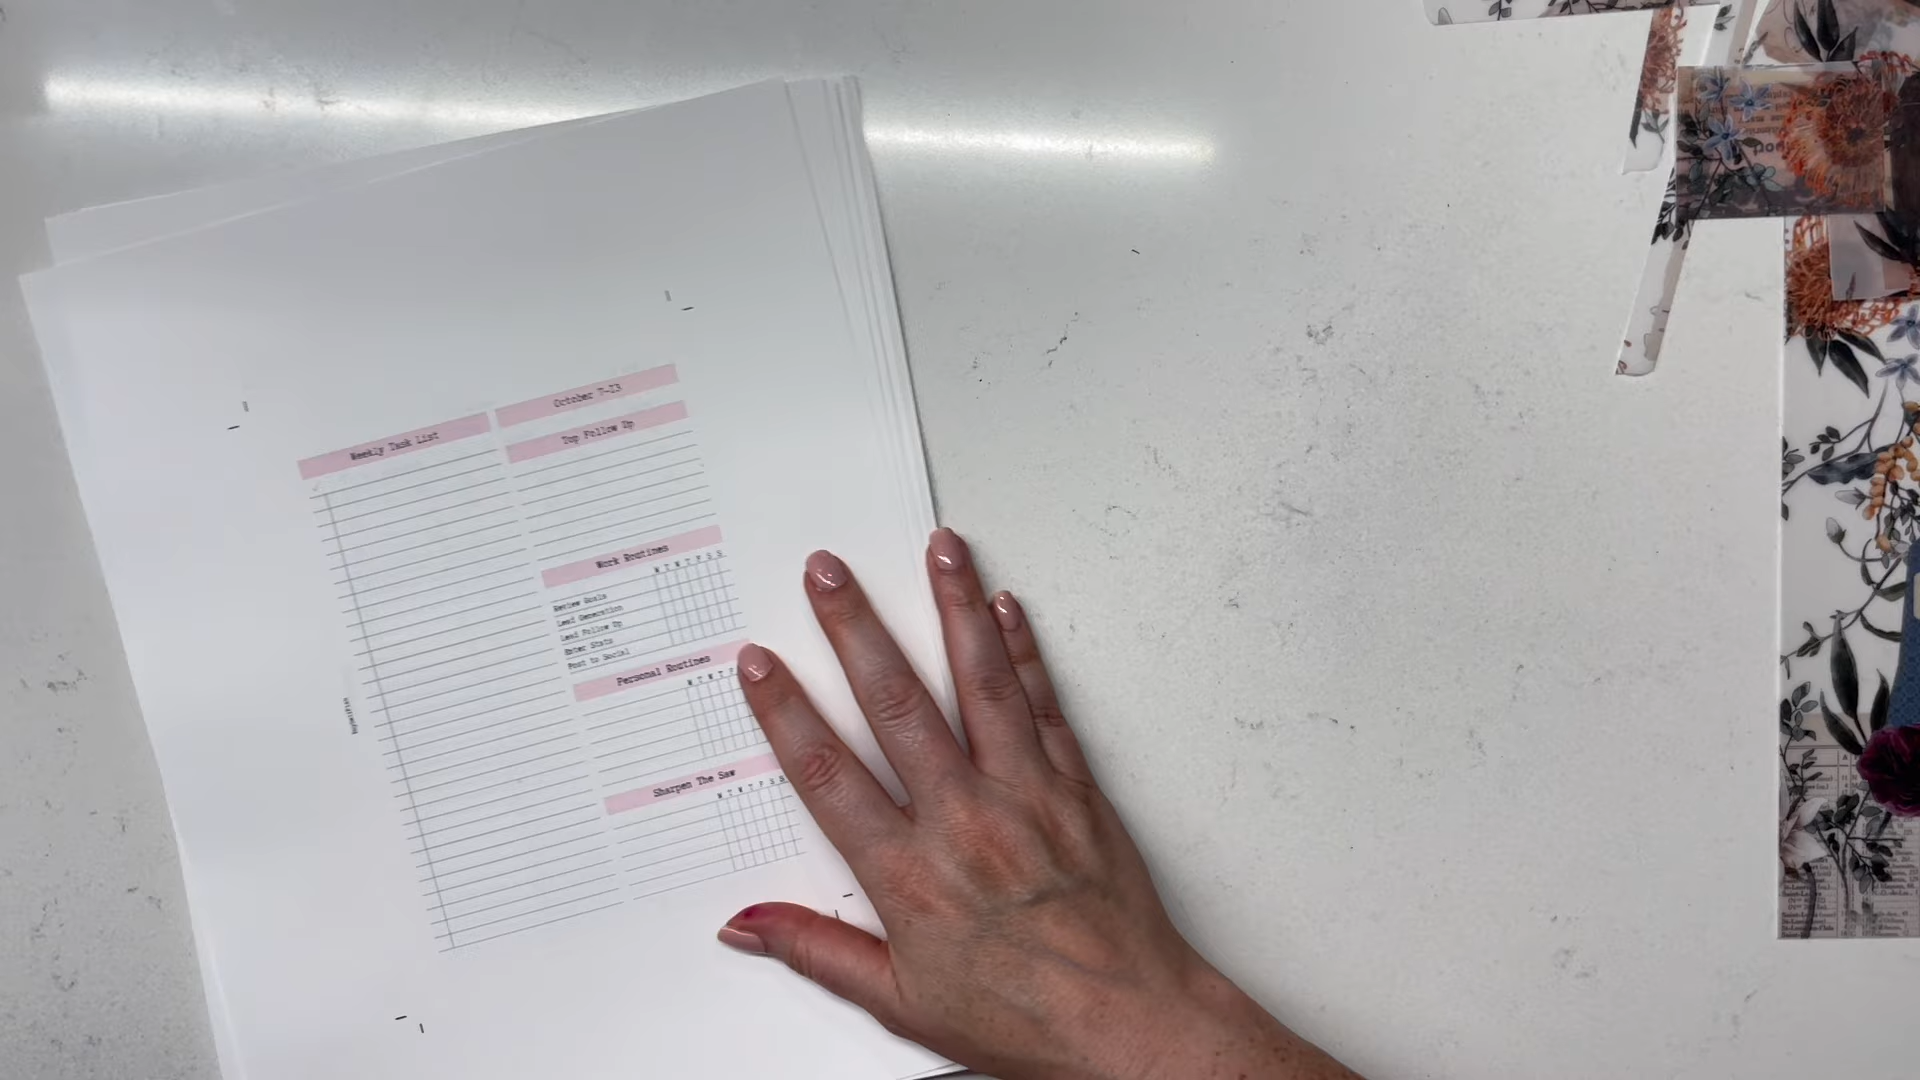 Weekly Task List
October 7-13
Top Follow Up
Work Routines
M T W T F S S
Review Goals
Lead Generation
Lead Follow Up
Enter Stats
Post to Social
Personal Routines
M T W T F
Sharpen The Saw
M T W T F S S